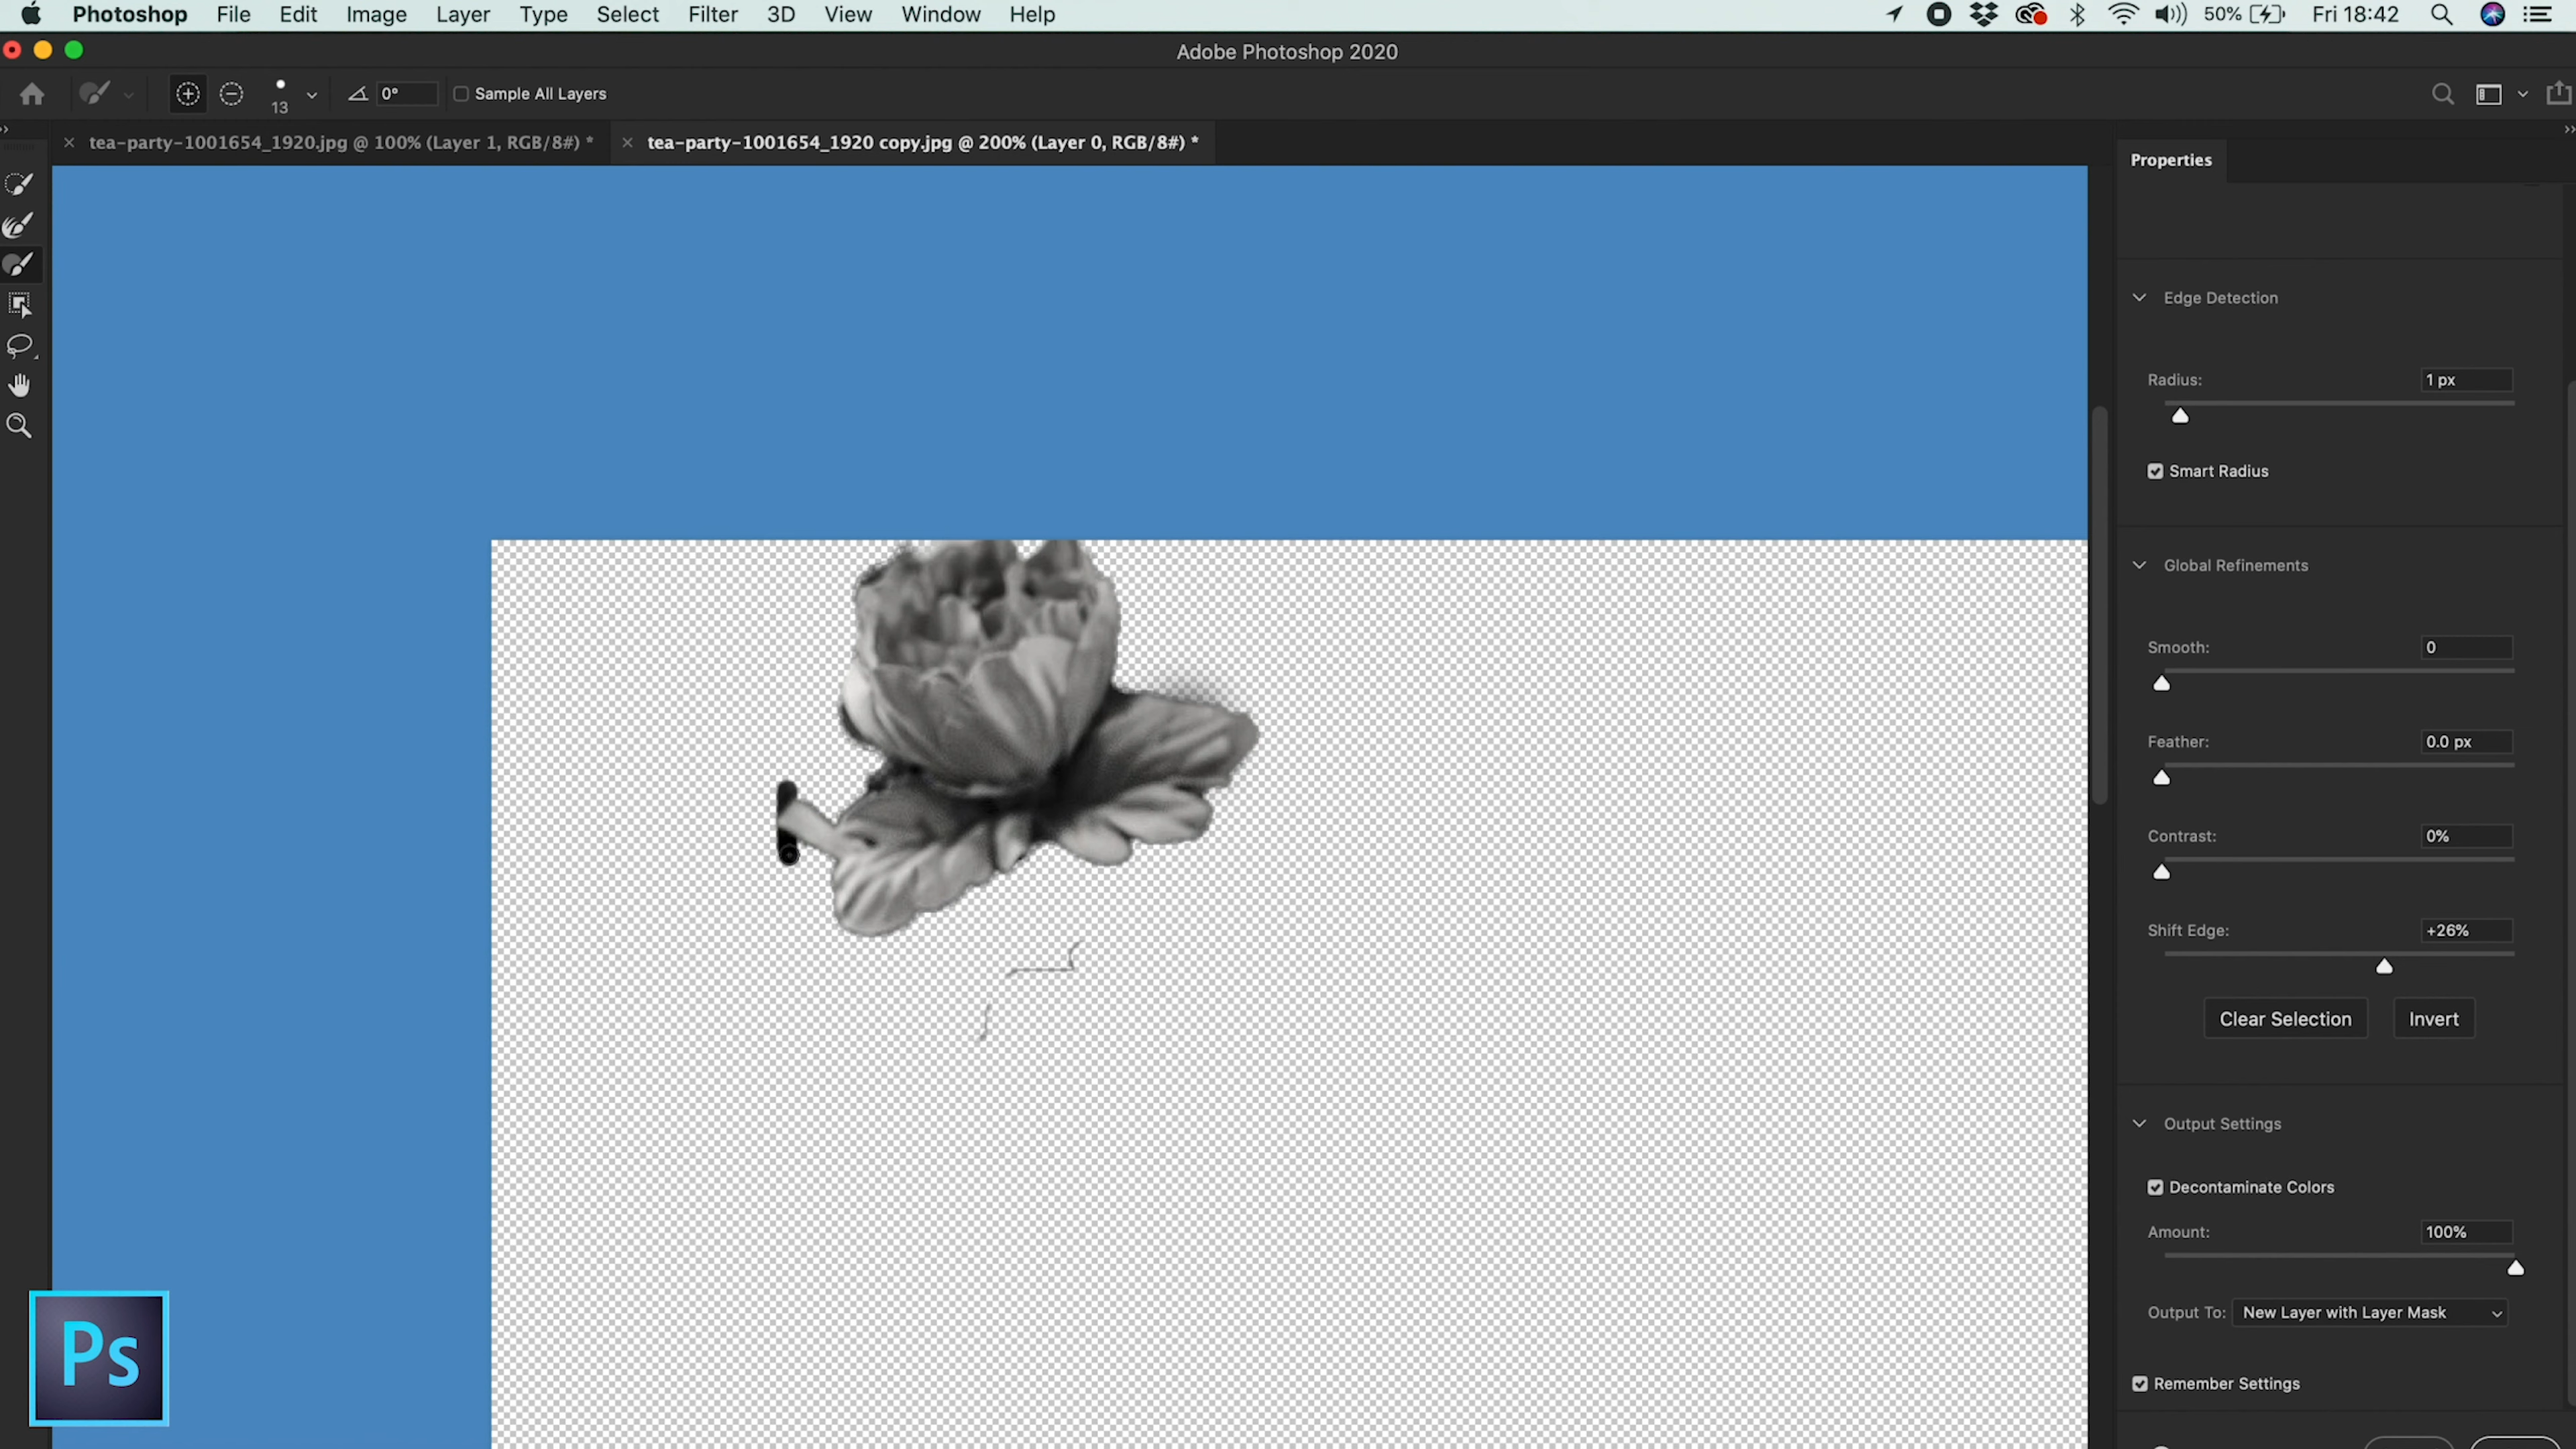 Photoshop File Edit Image Layer Type Select Filter 3D View Window Help 50% Fri 18:42
Adobe Photoshop 2020
13 0° Sample All Layers
tea-party-1001654_1920.jpg @ 100% (Layer 1, RGB/8#) * tea-party-1001654_1920 copy.jpg @ 200% (Layer 0, RGB/8#) *
Properties
Edge Detection
Radius: 1 px
Smart Radius
Global Refinements
Smooth: 0
Feather: 0.0 px
Contrast: 0%
Shift Edge: +26%
Clear Selection Invert
Output Settings
Decontaminate Colors
Amount: 100%
Output To: New Layer with Layer Mask
Remember Settings
Ps